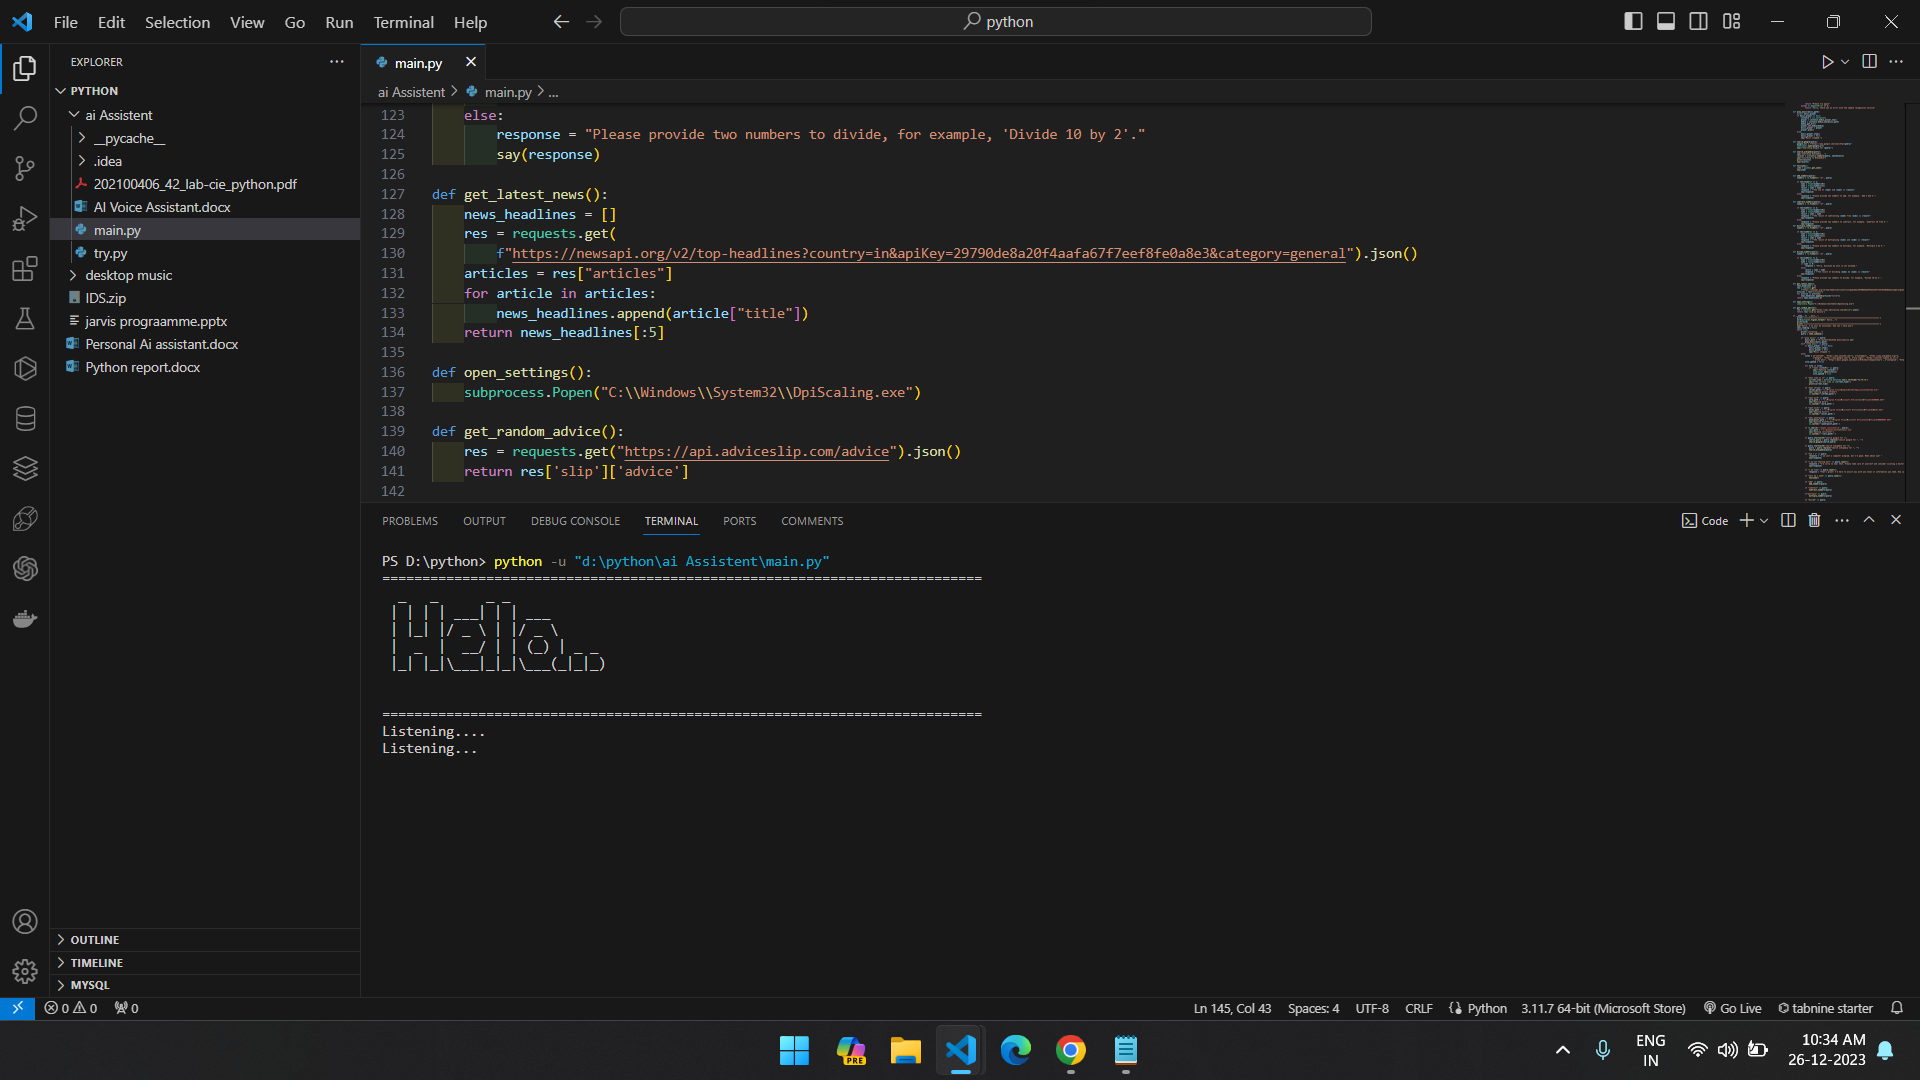 File Edit Selection View Go Run Terminal Help
python
EXPLORER
PYTHON
ai Assistent
__pycache__
.idea
202100406_42_lab-cie_python.pdf
AI Voice Assistant.docx
main.py
try.py
desktop music
IDS.zip
jarvis prograamme.pptx
Personal Ai assistant.docx
Python report.docx
OUTLINE
TIMELINE
MYSQL
main.py
ai Assistent > main.py > ...
123 else:
124 response = "Please provide two numbers to divide, for example, 'Divide 10 by 2'."
125 say(response)
126
127 def get_latest_news():
128 news_headlines = []
129 res = requests.get(
130 f"https://newsapi.org/v2/top-headlines?country=in&apiKey=29790de8a20f4aafa67f7eef8fe0a8e3&category=general").json()
131 articles = res["articles"]
132 for article in articles:
133 news_headlines.append(article["title"])
134 return news_headlines[:5]
135
136 def open_settings():
137 subprocess.Popen("C:\\Windows\\System32\\DpiScaling.exe")
138
139 def get_random_advice():
140 res = requests.get("https://api.adviceslip.com/advice").json()
141 return res['slip']['advice']
142
PROBLEMS OUTPUT DEBUG CONSOLE TERMINAL PORTS COMMENTS
Code
PS D:\python> python -u "d:\python\ai Assistent\main.py"
Hello...
Listening....
Listening...
0 0 0
Ln 145, Col 43 Spaces: 4 UTF-8 CRLF Python 3.11.7 64-bit (Microsoft Store) Go Live tabnine starter
PRE
ENG
IN
10:34 AM
26-12-2023